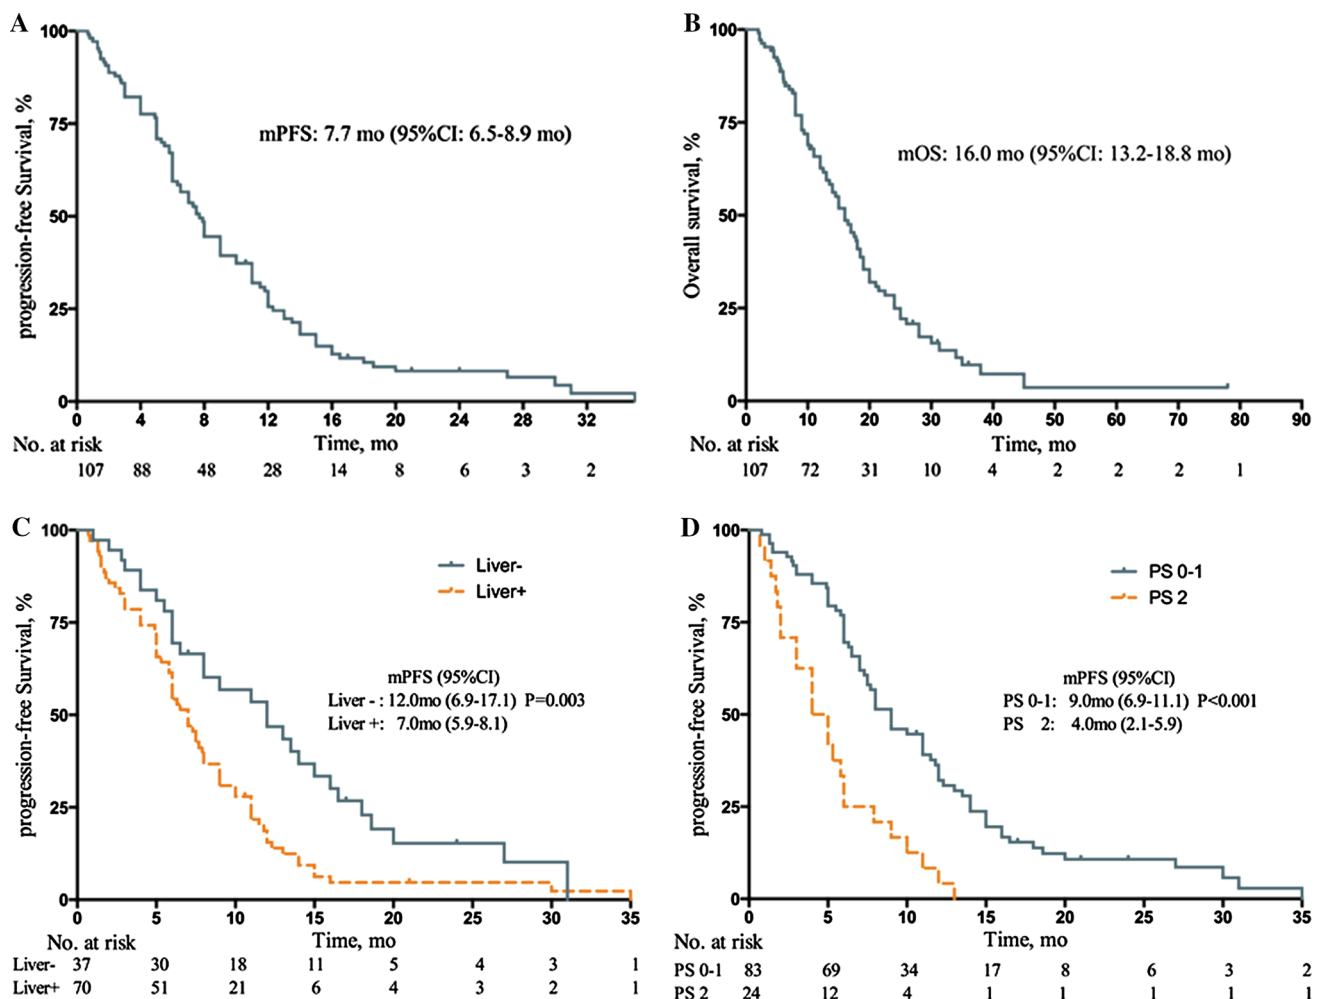 A
progression-free Survival, %
100
75
50
25
0
mPFS: 7.7 mo (95%CI: 6.5-8.9 mo)
0 4 8 12 16 20 24 28 32
No. at risk Time, mo
107 88 48 28 14 8 6 3 2
B
Overall survival, %
100
75
50
25
0
mOS: 16.0 mo (95%CI: 13.2-18.8 mo)
0 10 20 30 40 50 60 70 80 90
No. at risk Time, mo
107 72 31 10 4 2 2 2 1
C
progression-free Survival, %
100
75
50
25
0
Liver-
Liver+
mPFS (95%CI)
Liver - : 12.0mo (6.9-17.1) P=0.003
Liver +: 7.0mo (5.9-8.1)
0 5 10 15 20 25 30 35
No. at risk Time, mo
Liver- 37 30 18 11 5 4 3 1
Liver+ 70 51 21 6 4 3 2 1
D
progression-free Survival, %
100
75
50
25
0
PS 0-1
PS 2
mPFS (95%CI)
PS 0-1: 9.0mo (6.9-11.1) P<0.001
PS 2: 4.0mo (2.1-5.9)
0 5 10 15 20 25 30 35
No. at risk Time, mo
PS 0-1 83 69 34 17 8 6 3 2
PS 2 24 12 4 1 1 1 1 1